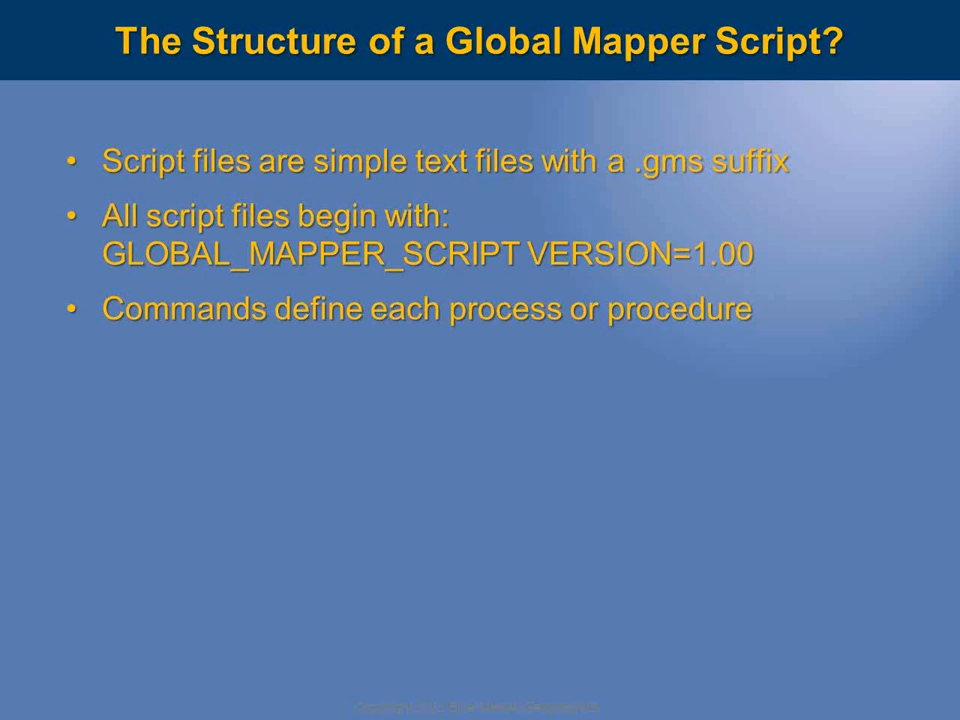 The Structure of a Global Mapper Script?
• Script files are simple text files with a .gms suffix
• All script files begin with:
GLOBAL_MAPPER_SCRIPT VERSION=1.00
• Commands define each process or procedure